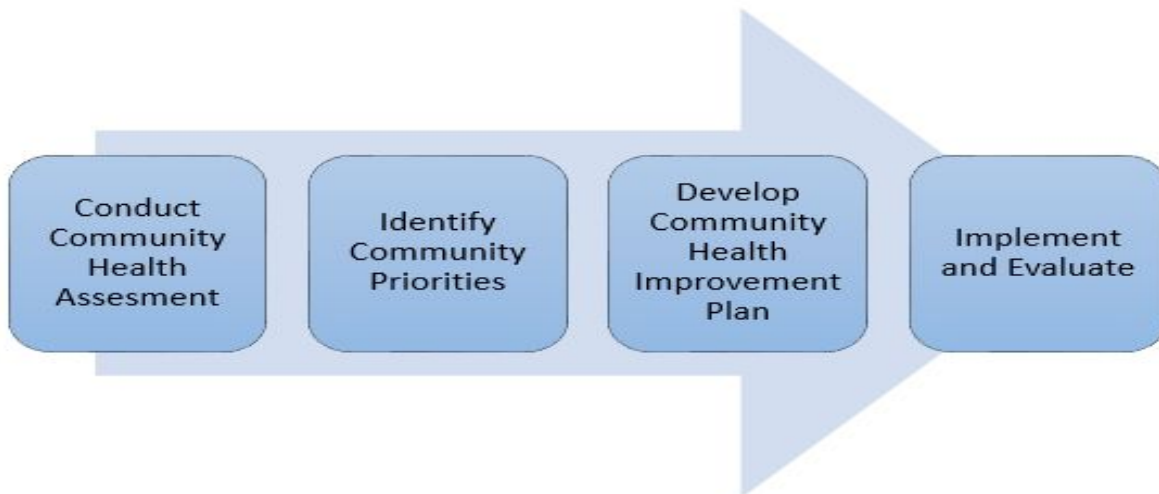 Conduct
Community
Health
Assesment
Identify
Community
Priorities
Develop
Community
Health
Improvement
Plan
Implement
and Evaluate